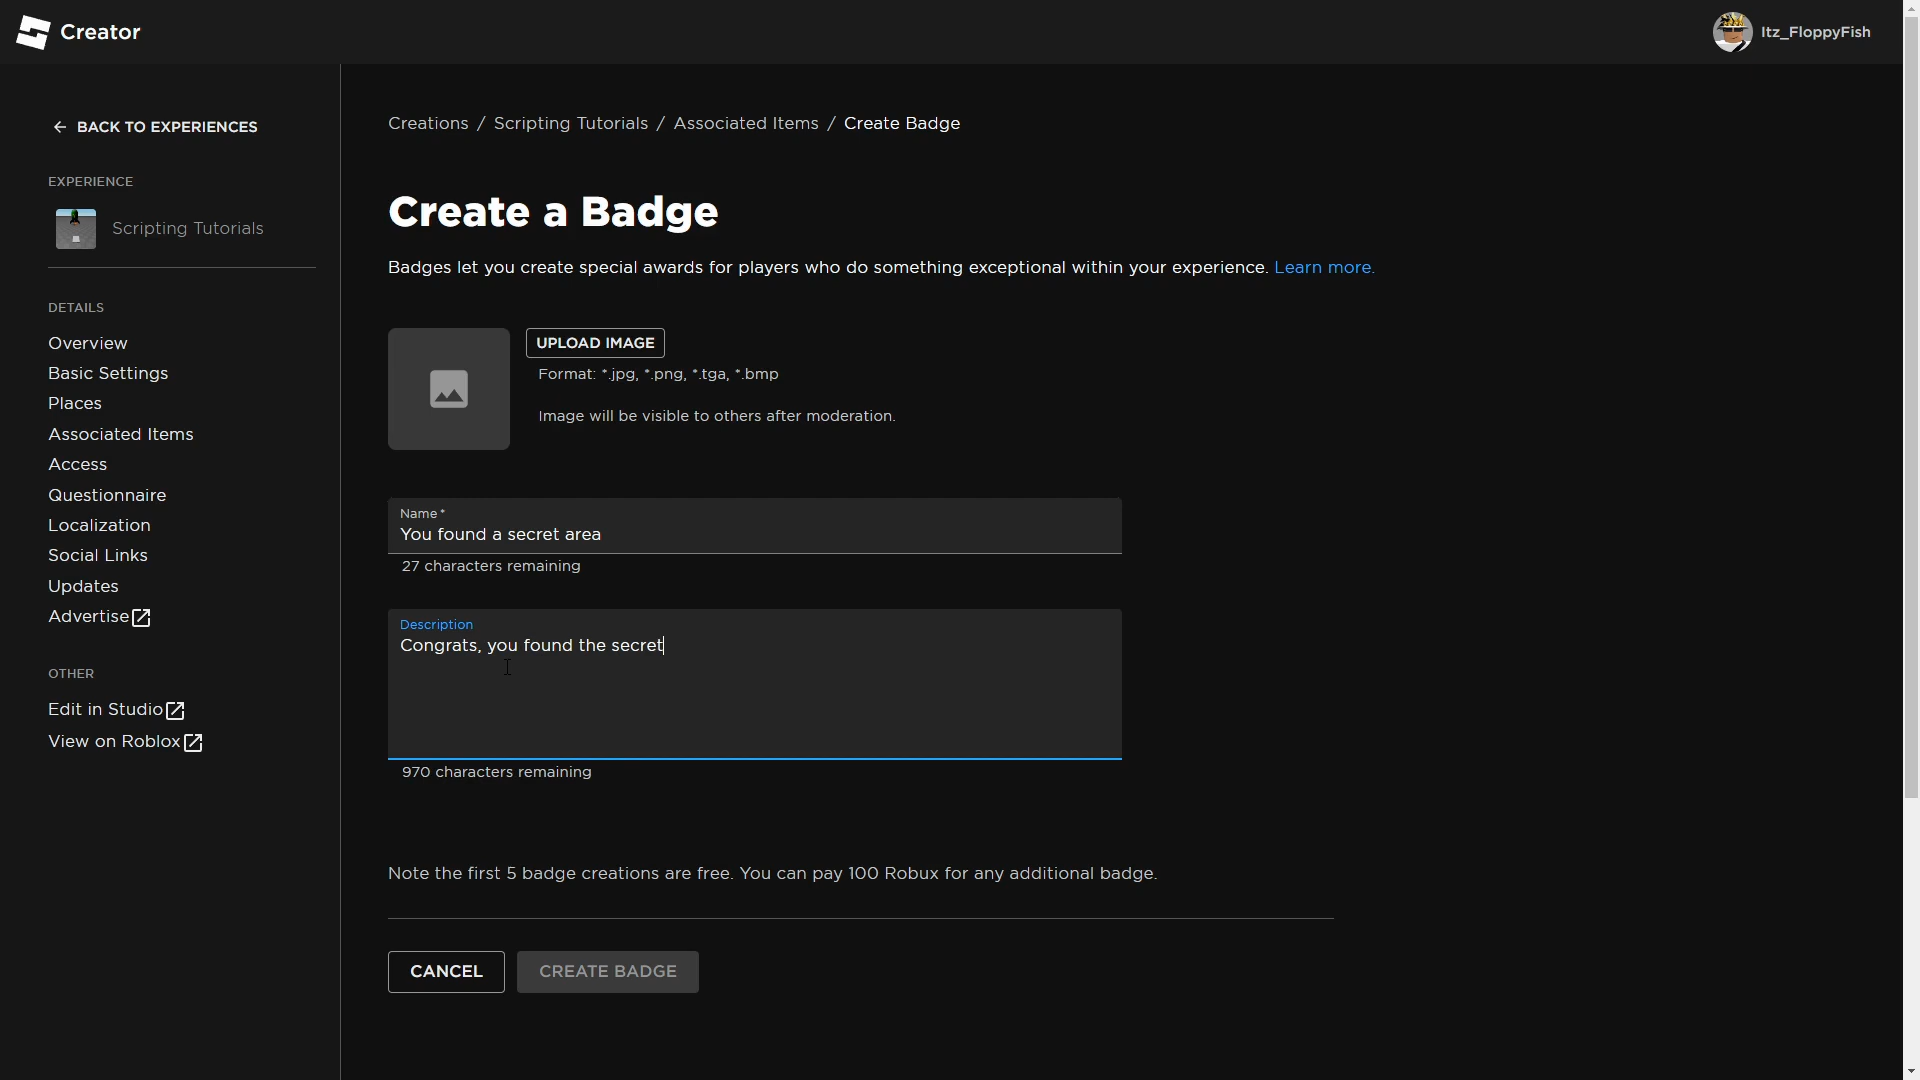 Creator
Itz_FloppyFish
BACK TO EXPERIENCES
EXPERIENCE
Scripting Tutorials
DETAILS
Overview
Basic Settings
Places
Associated Items
Access
Questionnaire
Localization
Social Links
Updates
Advertise
OTHER
Edit in Studio
View on Roblox
Creations / Scripting Tutorials / Associated Items / Create Badge
Create a Badge
Badges let you create special awards for players who do something exceptional within your experience. Learn more.
UPLOAD IMAGE
Format: *.jpg, *.png, *.tga, *.bmp
Image will be visible to others after moderation.
Name*
You found a secret area
27 characters remaining
Description
Congrats, you found the secret
970 characters remaining
Note the first 5 badge creations are free. You can pay 100 Robux for any additional badge.
CANCEL
CREATE BADGE